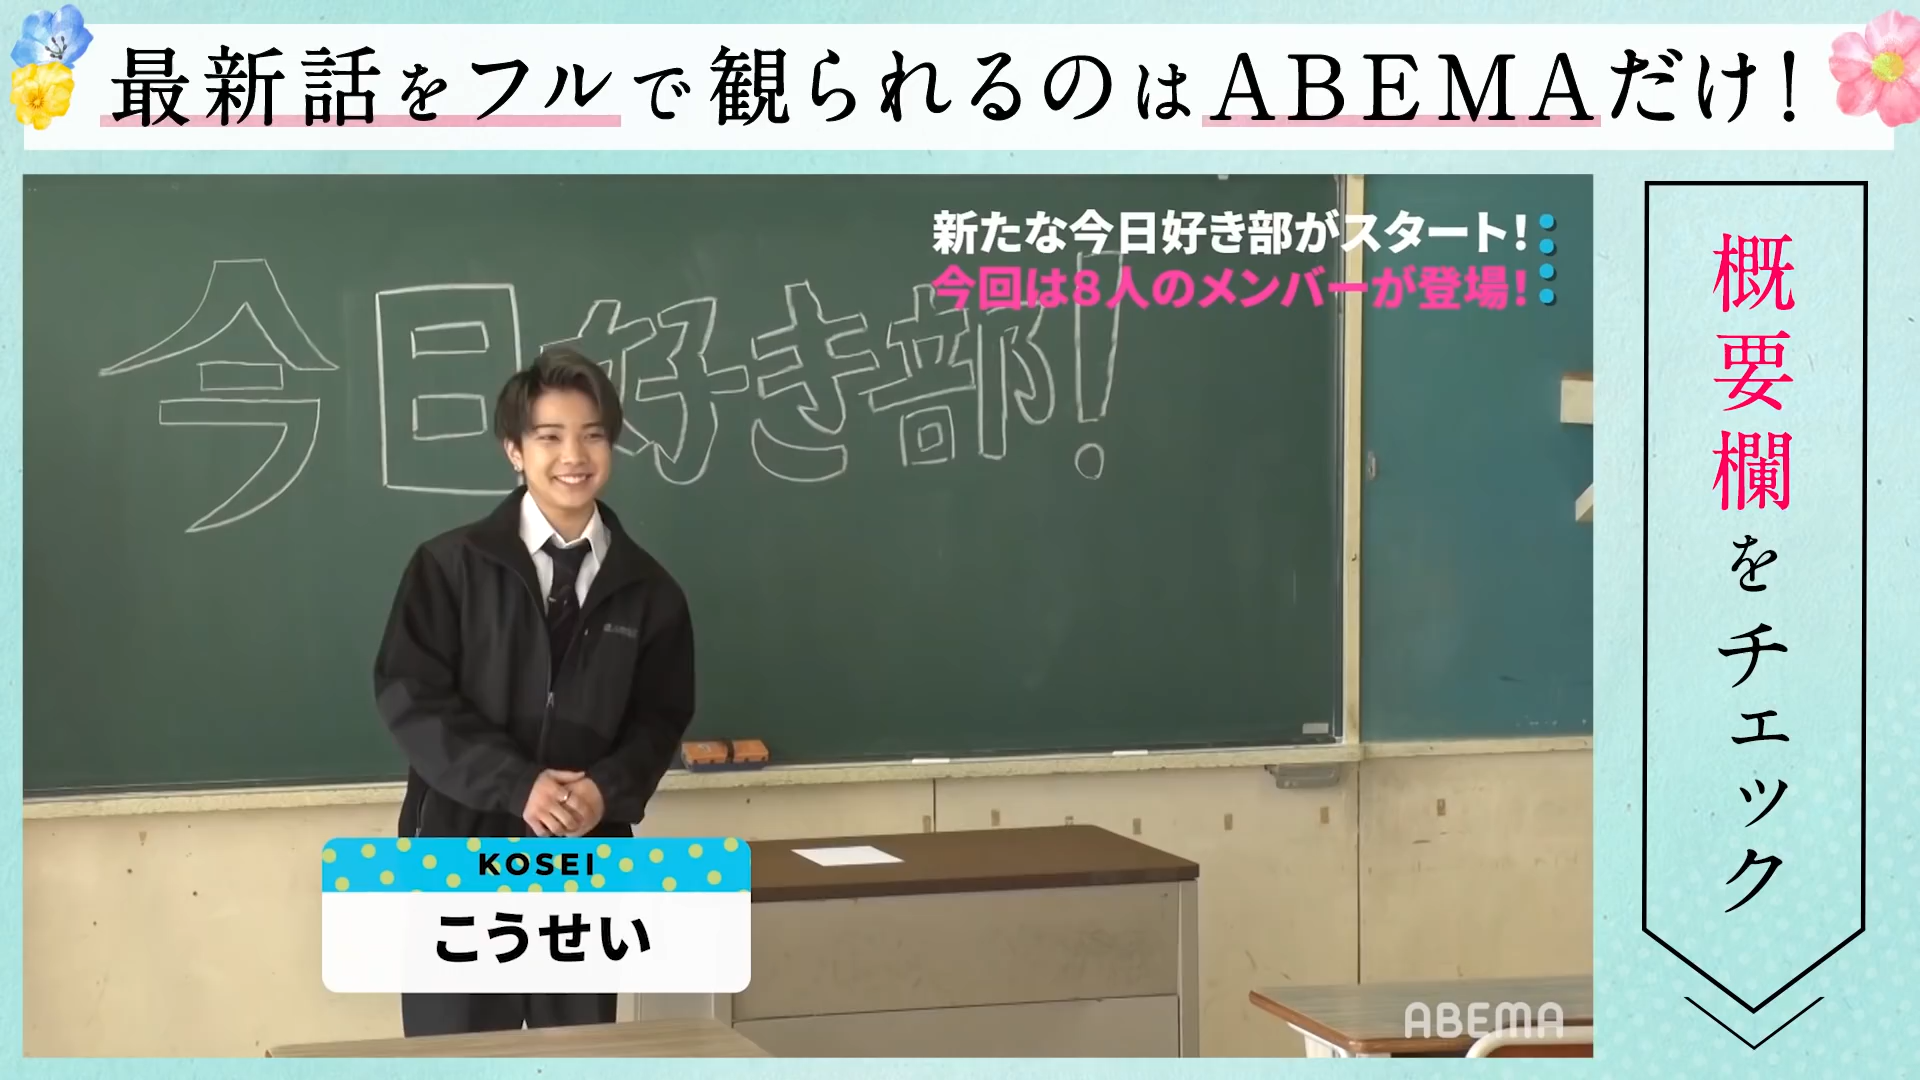 最新話をフルで観られるのはABEMAだけ!
新たな今日好き部がスタート!
今回は8人のメンバーが登場!
今日好き部!
KOSEI
こうせい
ABEMA
概要欄をチェック